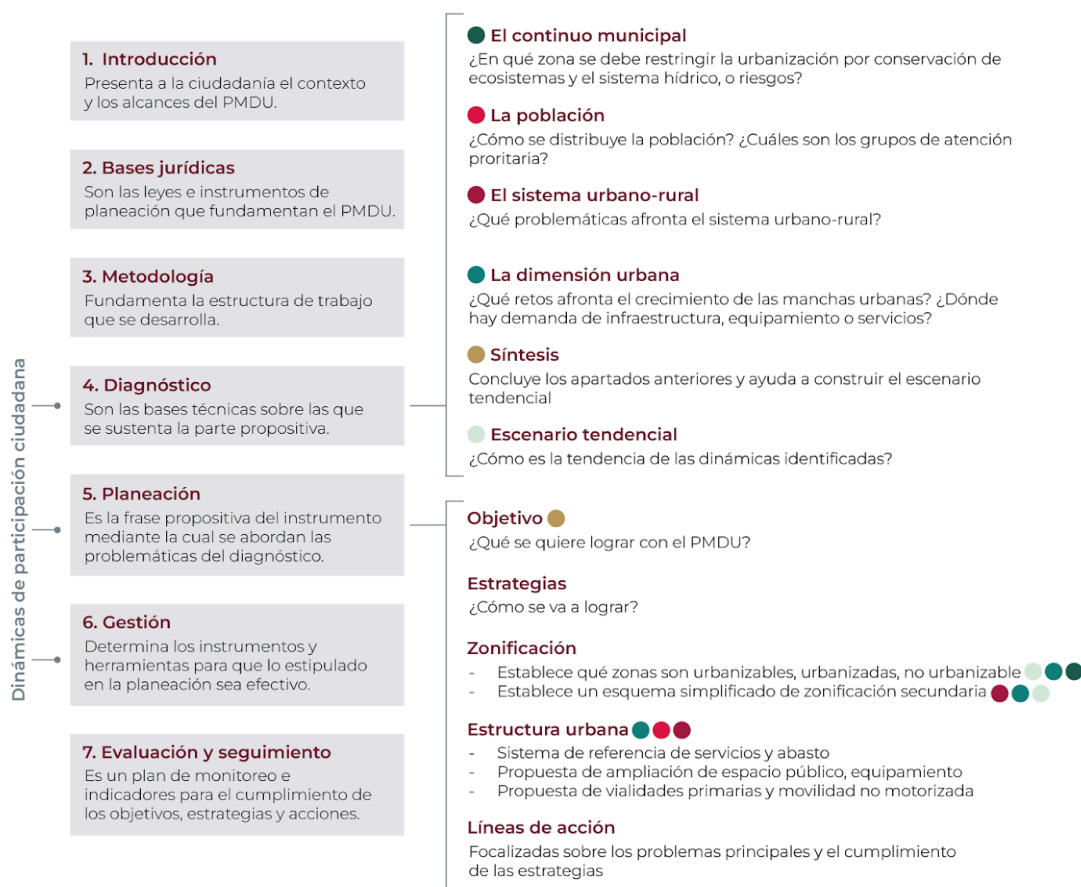 Dinámicas de participación ciudadana
1. Introducción
Presenta a la ciudadanía el contexto
y los alcances del PMDU.
2. Bases jurídicas
Son las leyes e instrumentos de
planeación que fundamentan el PMDU.
3. Metodología
Fundamenta la estructura de trabajo
que se desarrolla.
4. Diagnóstico
Son las bases técnicas sobre las que
se sustenta la parte propositiva.
5. Planeación
Es la frase propositiva del instrumento
mediante la cual se abordan las
problemáticas del diagnóstico.
6. Gestión
Determina los instrumentos y
herramientas para que lo estipulado
en la planeación sea efectivo.
7. Evaluación y seguimiento
Es un plan de monitoreo e
indicadores para el cumplimiento de
los objetivos, estrategias y acciones.
El continuo municipal
¿En qué zona se debe restringir la urbanización por conservación de
ecosistemas y el sistema hídrico, o riesgos?
La población
¿Cómo se distribuye la población? ¿Cuáles son los grupos de atención
proritaria?
El sistema urbano-rural
¿Qué problemáticas afronta el sistema urbano-rural?
La dimensión urbana
¿Qué retos afronta el crecimiento de las manchas urbanas? ¿Dónde
hay demanda de infraestructura, equipamiento o servicios?
Síntesis
Concluye los apartados anteriores y ayuda a construir el escenario
tendencial
Escenario tendencial
¿Cómo es la tendencia de las dinámicas identificadas?
Objetivo
¿Qué se quiere lograr con el PMDU?
Estrategias
¿Cómo se va a lograr?
Zonificación
- Establece qué zonas son urbanizables, urbanizadas, no urbanizable
- Establece un esquema simplificado de zonificación secundaria
Estructura urbana
- Sistema de referencia de servicios y abasto
- Propuesta de ampliación de espacio público, equipamiento
- Propuesta de vialidades primarias y movilidad no motorizada
Líneas de acción
Focalizadas sobre los problemas principales y el cumplimiento
de las estrategias